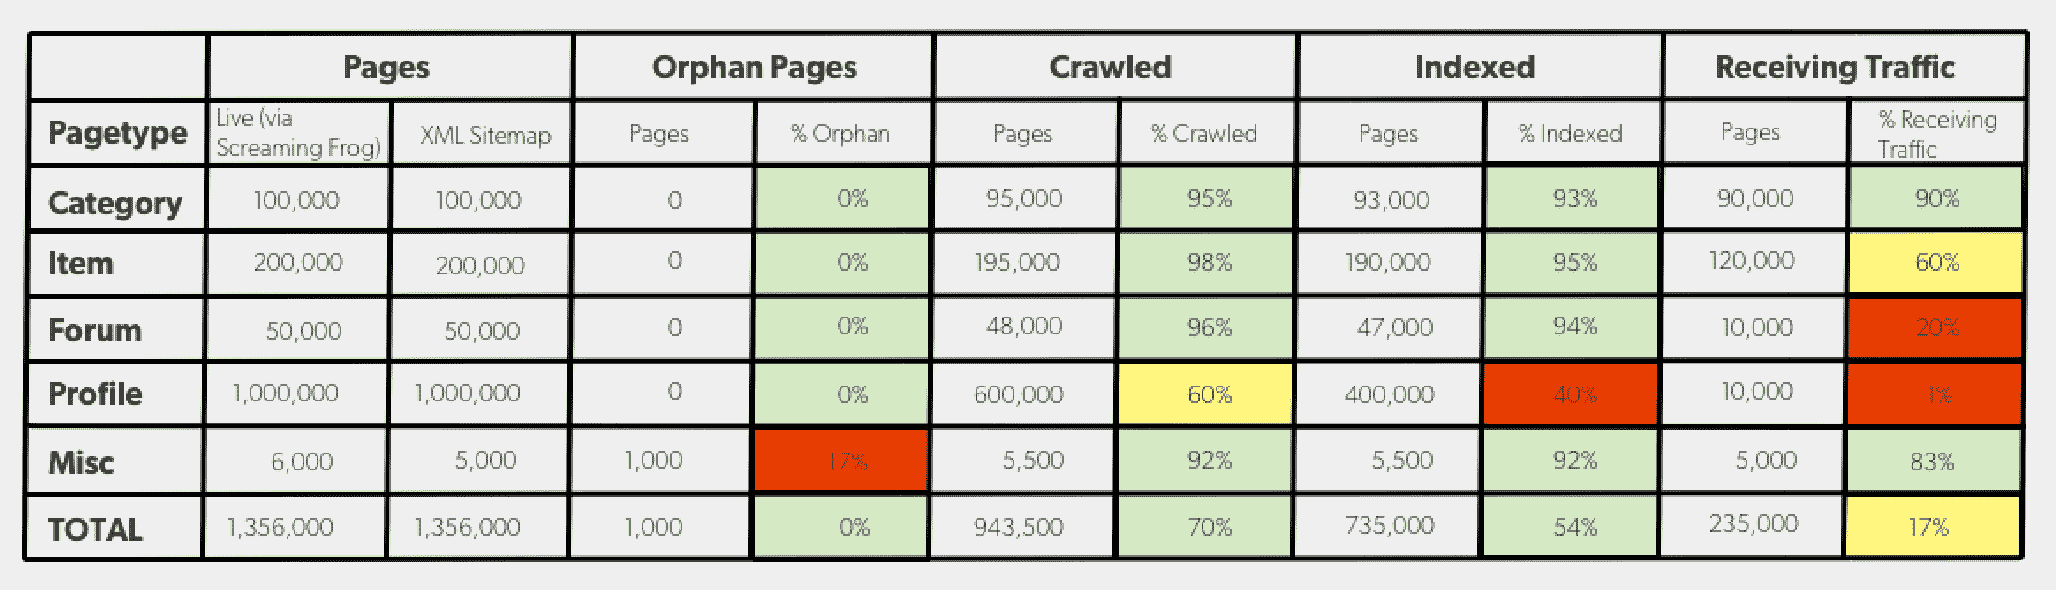 Pages Orphan Pages Crawled Indexed Receiving Traffic
Pagetype Live (via Screaming Frog) XML Sitemap Pages % Orphan Pages % Crawled Pages % Indexed Pages % Receiving Traffic
Category 100,000 100,000 0 0% 95,000 95% 93,000 93% 90,000 90%
Item 200,000 200,000 0 0% 195,000 98% 190,000 95% 120,000 60%
Forum 50,000 50,000 0 0% 48,000 96% 47,000 94% 10,000 20%
Profile 1,000,000 1,000,000 0 0% 600,000 60% 400,000 40% 10,000 1%
Misc 6,000 5,000 1,000 17% 5,500 92% 5,500 92% 5,000 83%
TOTAL 1,356,000 1,356,000 1,000 0% 943,500 70% 735,000 54% 235,000 17%